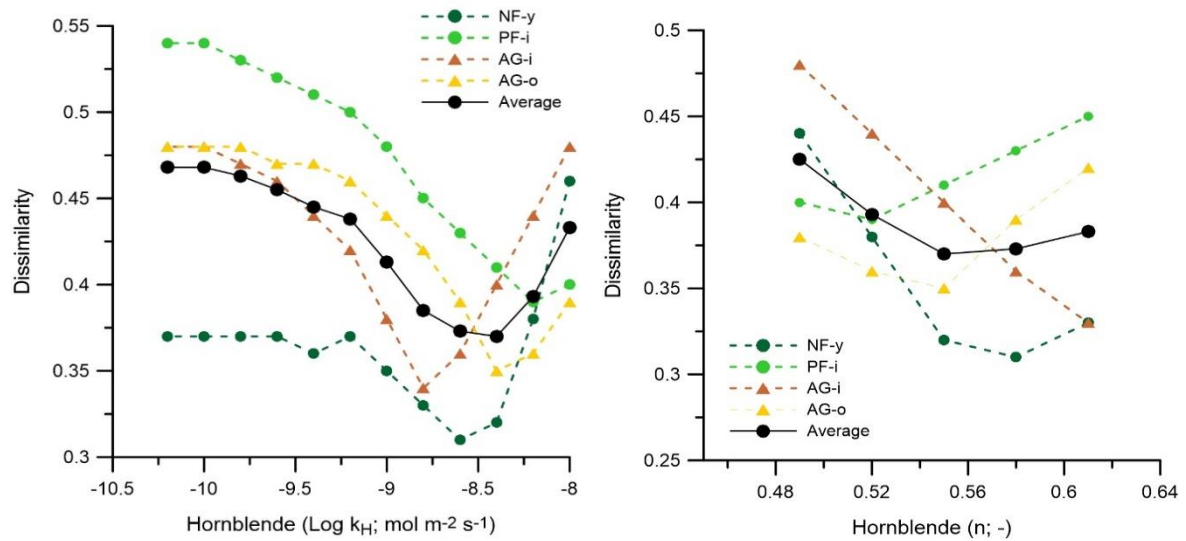 NF-y
PF-i
AG-i
AG-o
Average
0.55
0.5
0.45
0.4
0.35
0.3
Dissimilarity
-10.5 -10 -9.5 -9 -8.5 -8
Hornblende (Log kH; mol m-2 s-1)
0.5
0.45
0.4
0.35
0.3
0.25
Dissimilarity
NF-y
PF-i
AG-i
AG-o
Average
0.48 0.52 0.56 0.6 0.64
Hornblende (n; -)